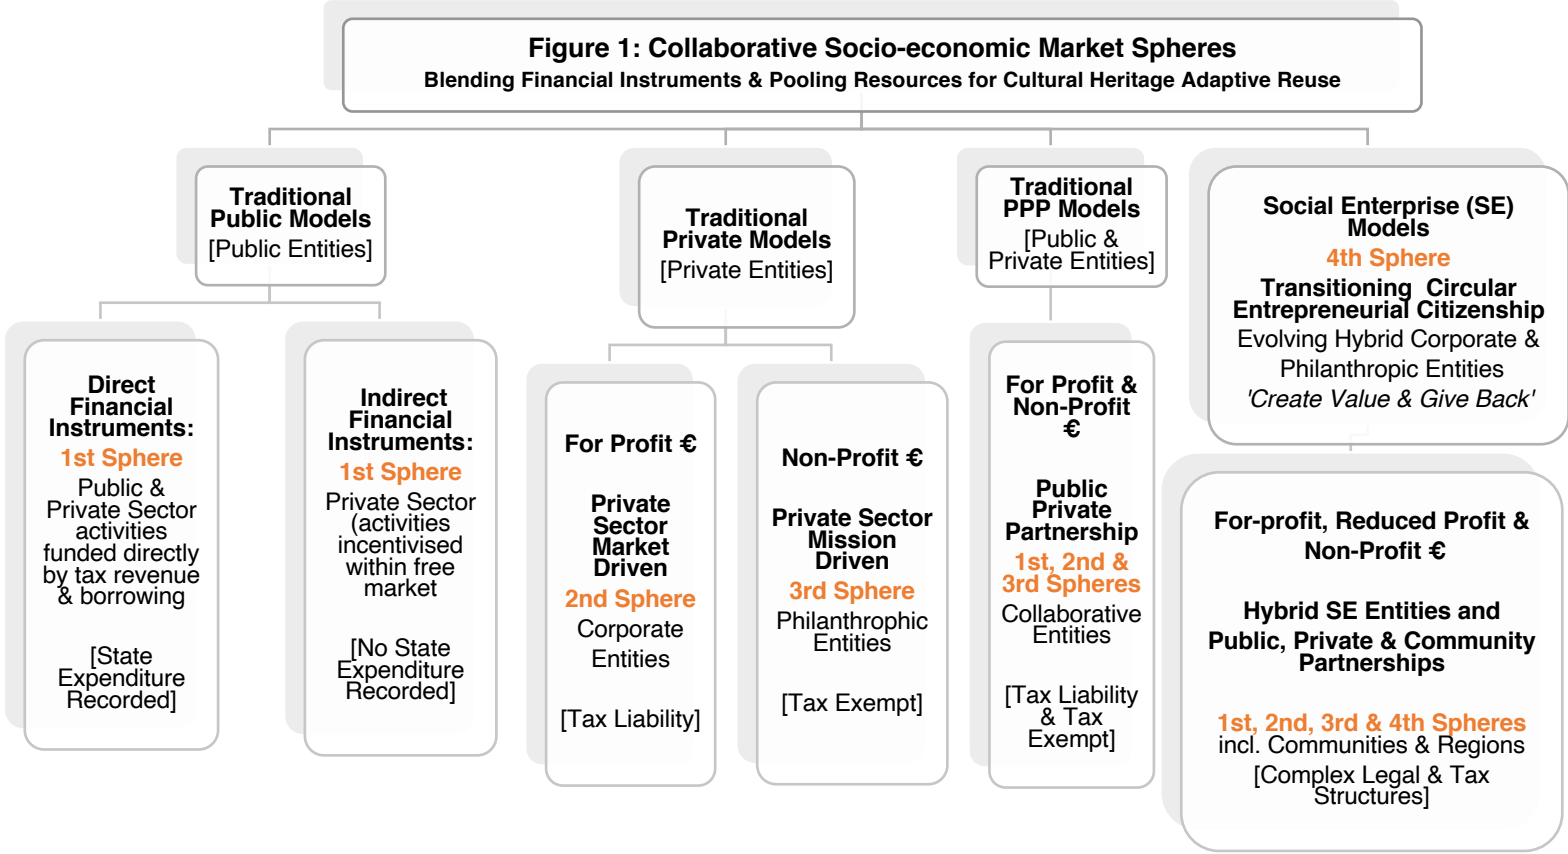 Figure 1: Collaborative Socio-economic Market Spheres
Blending Financial Instruments & Pooling Resources for Cultural Heritage Adaptive Reuse
Traditional
Public Models
[Public Entities]
Direct
Financial
Instruments:
1st Sphere
Public &
Private Sector
activities
funded directly
by tax revenue
& borrowing
[State
Expenditure
Recorded]
Indirect
Financial
Instruments:
1st Sphere
Private Sector
(activities
incentivised
within free
market
[No State
Expenditure
Recorded]
Traditional
Private Models
[Private Entities]
For Profit €
Private
Sector
Market
Driven
2nd Sphere
Corporate
Entities
[Tax Liability]
Non-Profit €
Private Sector
Mission
Driven
3rd Sphere
Philanthrophic
Entities
[Tax Exempt]
Traditional
PPP Models
[Public &
Private Entities]
For Profit &
Non-Profit
€
Public
Private
Partnership
1st, 2nd &
3rd Spheres
Collaborative
Entities
[Tax Liability
& Tax
Exempt]
Social Enterprise (SE)
Models
4th Sphere
Transitioning Circular
Entrepreneurial Citizenship
Evolving Hybrid Corporate &
Philanthropic Entities
'Create Value & Give Back'
For-profit, Reduced Profit &
Non-Profit €
Hybrid SE Entities and
Public, Private & Community
Partnerships
1st, 2nd, 3rd & 4th Spheres
incl. Communities & Regions
[Complex Legal & Tax
Structures]